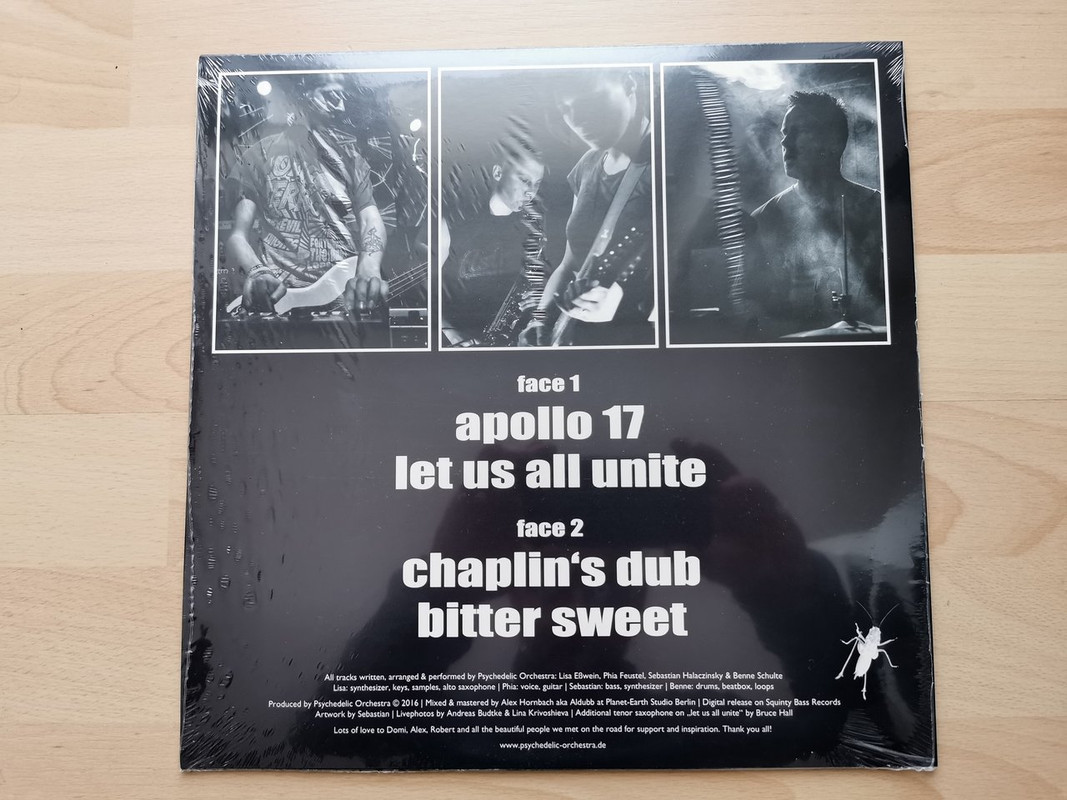 face 1
apollo 17
let us all unite
face 2
chaplin‘s dub
bitter sweet
All tracks written, arranged & performed by Psychedelic Orchestra: Lisa Eßwein, Phia Feustel, Sebastian Halaczinsky & Benne Schulte
Lisa: synthesizer, keys, samples, alto saxophone | Phia: voice, guitar | Sebastian: bass, synthesizer | Benne: drums, beatbox, loops
Produced by Psychedelic Orchestra © 2016 | Mixed & mastered by Alex Hornbach aka Aldubb at Planet-Earth Studio Berlin | Digital release on Squinty Bass Records
Artwork by Sebastian | Livephotos by Andreas Budtke & Lina Krivoshieva | Additional tenor saxophone on „let us all unite“ by Bruce Hall
Lots of love to Domi, Alex, Robert and all the beautiful people we met on the road for support and inspiration. Thank you all!
www.psychedelic-orchestra.de